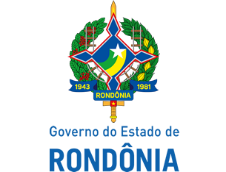 1943 1981
RONDÔNIA
Governo do Estado de
RONDÔNIA